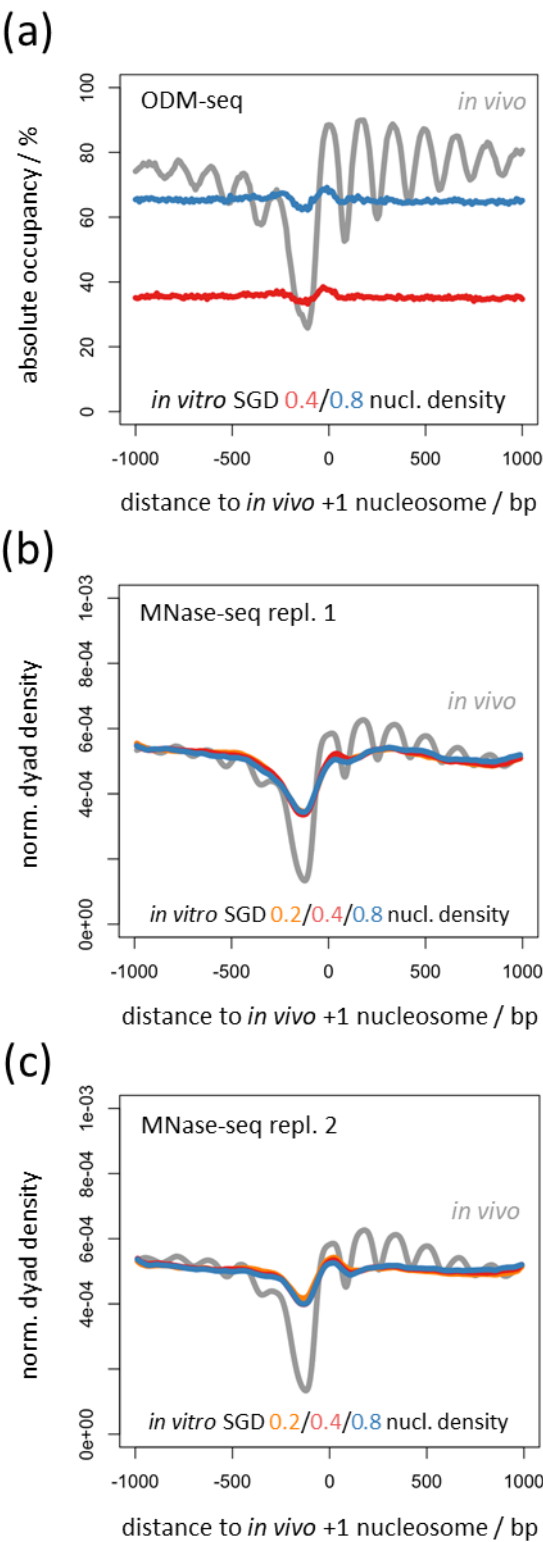 (a)
ODM-seq
in vivo
absolute occupancy / %
100
80
60
40
20
0
in vitro SGD 0.4/0.8 nucl. density
-1000 -500 0 500 1000
distance to in vivo +1 nucleosome / bp
(b)
MNase-seq repl. 1
in vivo
norm. dyad density
1e-03
8e-04
6e-04
4e-04
0e+00
in vitro SGD 0.2/0.4/0.8 nucl. density
-1000 -500 0 500 1000
distance to in vivo +1 nucleosome / bp
(c)
MNase-seq repl. 2
in vivo
norm. dyad density
1e-03
8e-04
6e-04
4e-04
0e+00
in vitro SGD 0.2/0.4/0.8 nucl. density
-1000 -500 0 500 1000
distance to in vivo +1 nucleosome / bp